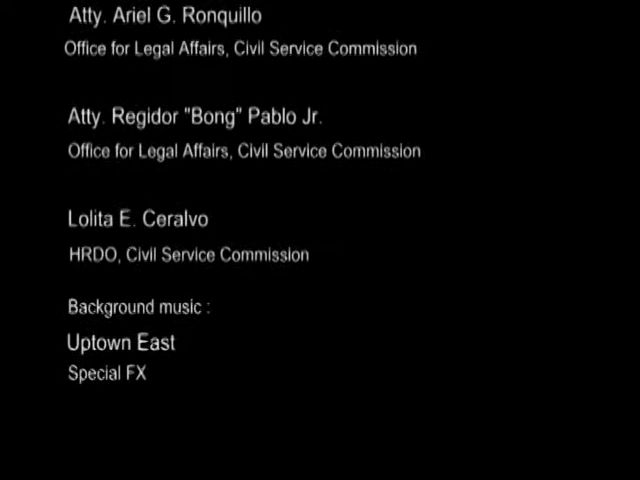 Atty. Ariel G. Ronquillo
Office for Legal Affairs, Civil Service Commission
Atty. Regidor "Bong" Pablo Jr.
Office for Legal Affairs, Civil Service Commission
Lolita E. Ceralvo
HRDO, Civil Service Commission
Background music :
Uptown East
Special FX